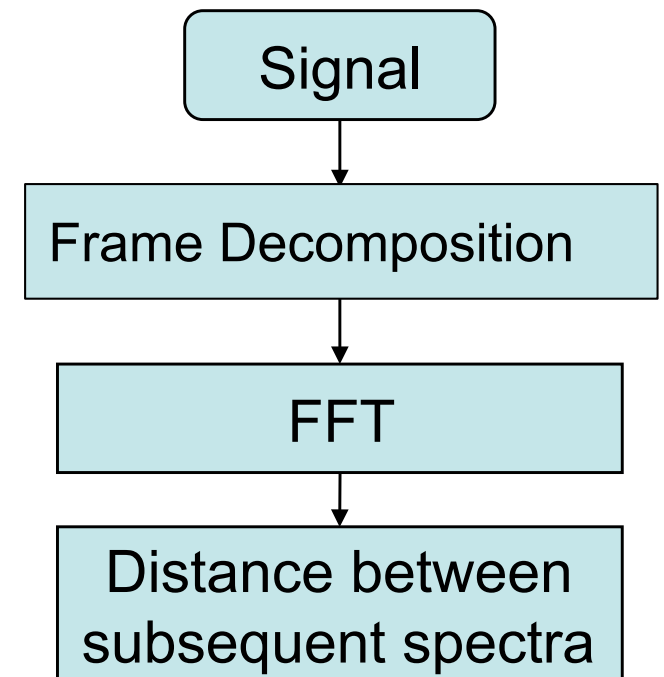 Signal
Frame Decomposition
FFT
Distance between
subsequent spectra